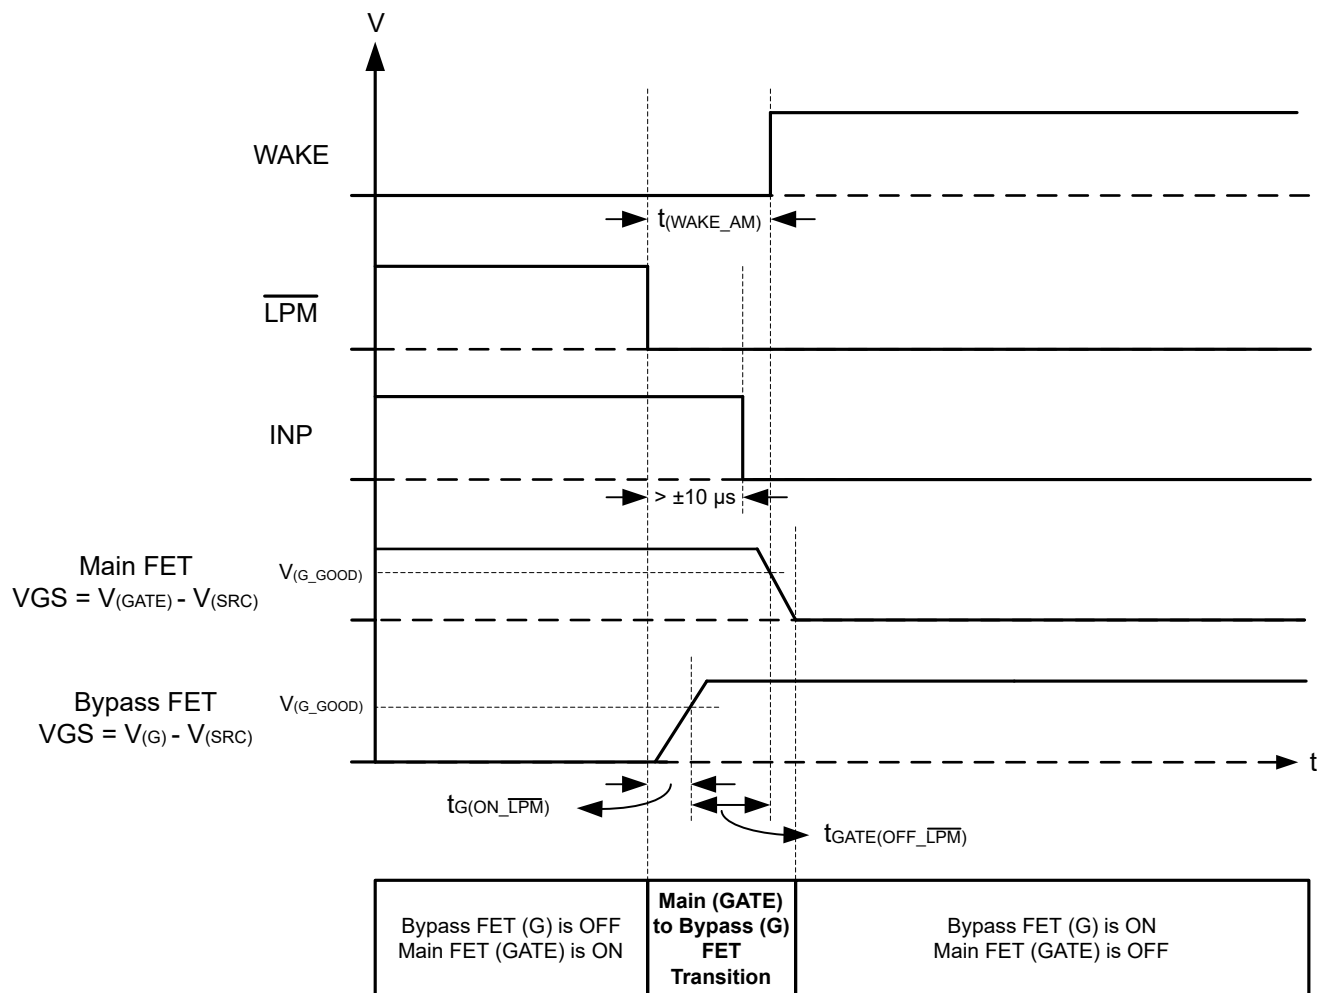 V
WAKE
t(WAKE_AM)
LPM
INP
> ±10 µs
Main FET
VGS = V(GATE) - V(SRC)
V(G_GOOD)
Bypass FET
VGS = V(G) - V(SRC)
V(G_GOOD)
t
tG(ON_LPM)
tGATE(OFF_LPM)
Bypass FET (G) is OFF
Main FET (GATE) is ON
Main (GATE)
to Bypass (G)
FET
Transition
Bypass FET (G) is ON
Main FET (GATE) is OFF